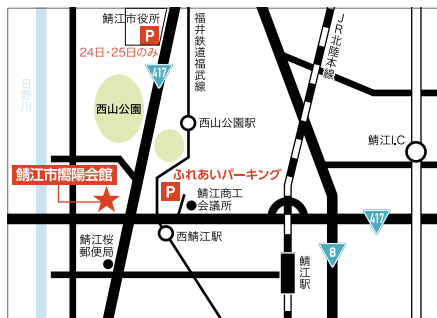 鯖江市役所
P
24日・25日のみ
417
福井鉄道福武線
JR北陸本線
日野川
西山公園
西山公園駅
鯖江I.C
鯖江市嚮陽会館
ふれあいパーキング
P
鯖江商工
会議所
417
鯖江桜
郵便局
西鯖江駅
鯖江駅
8